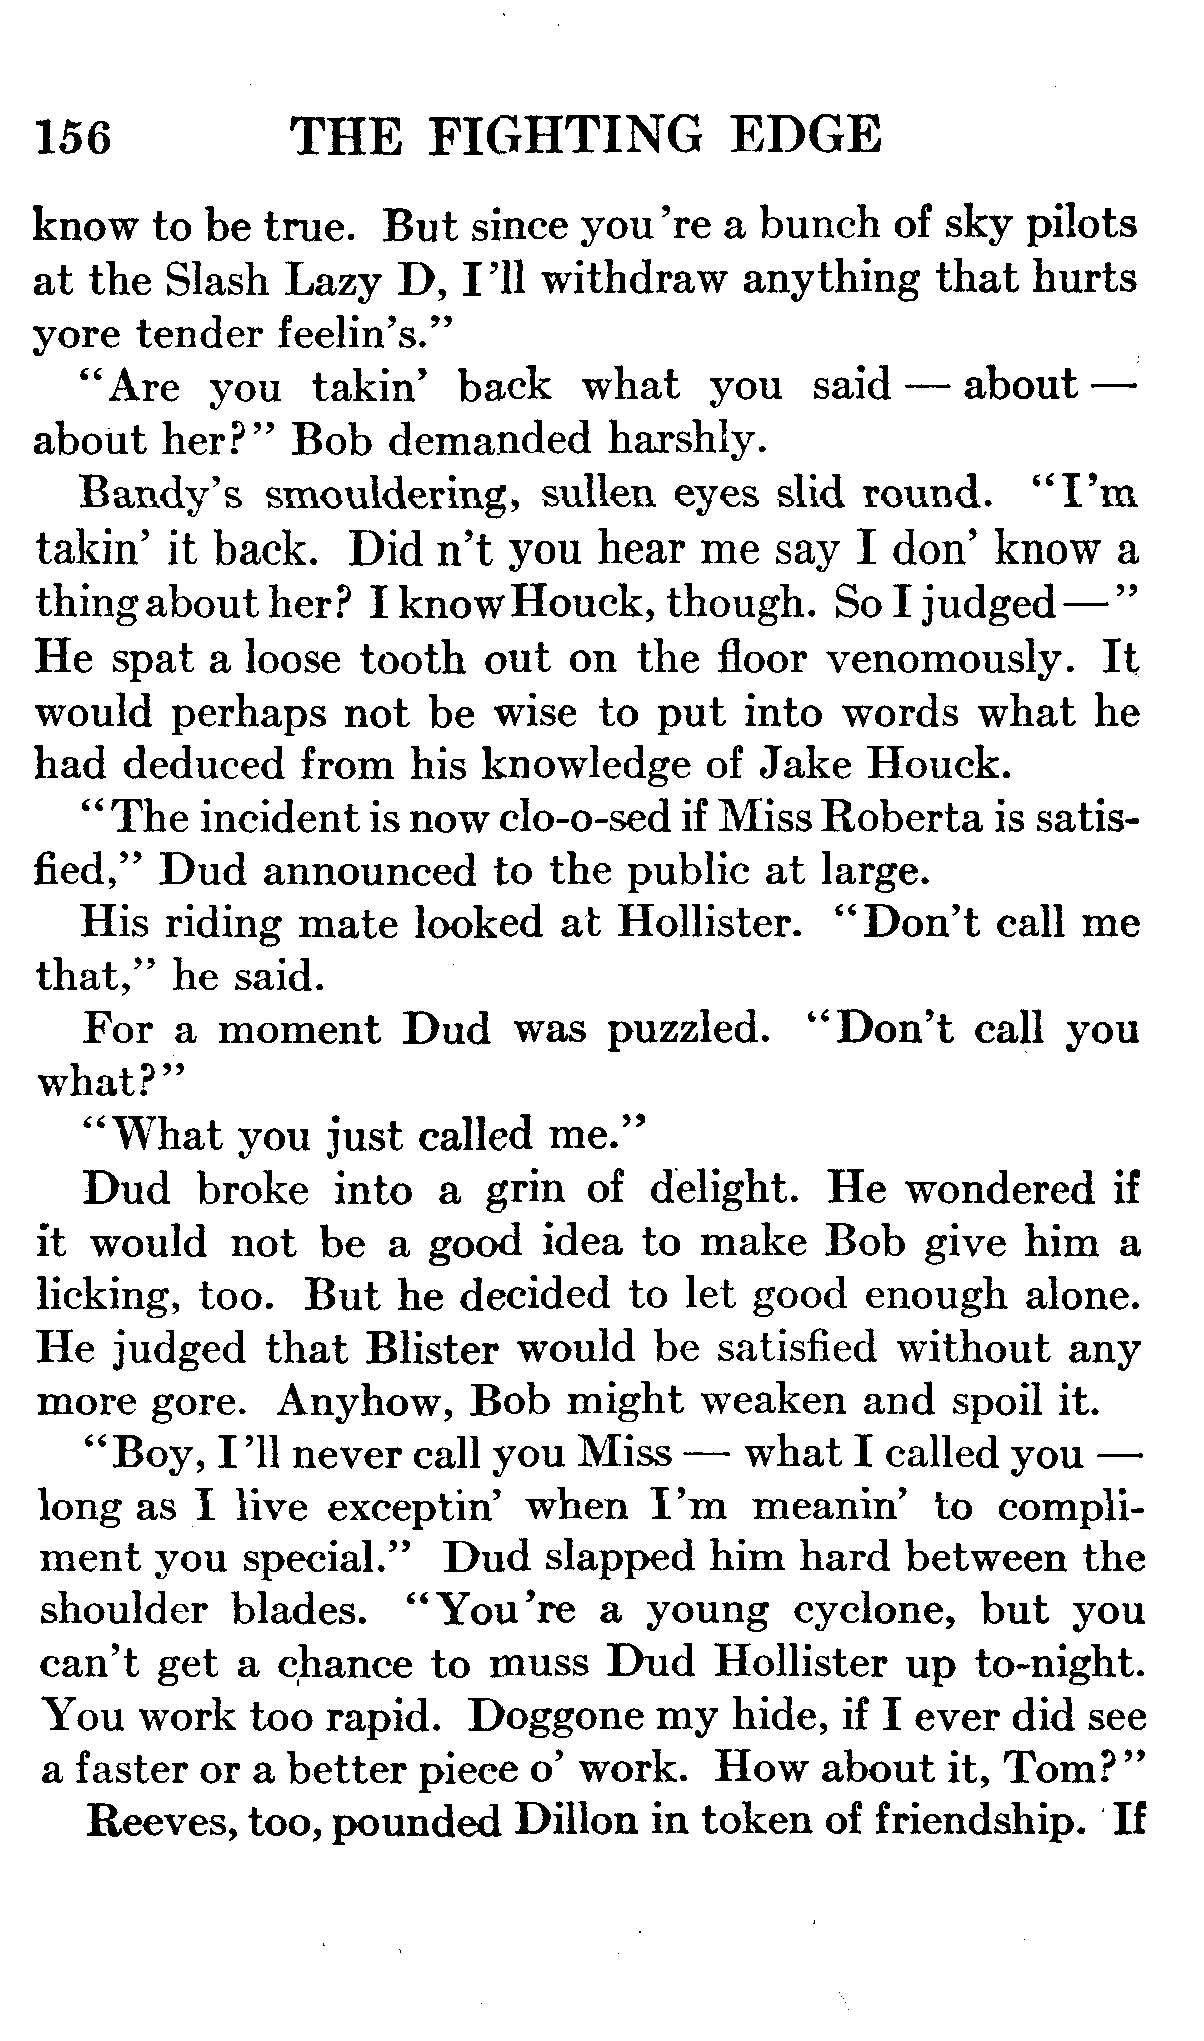 156 THE FIGHTING EDGE
know to be true. But since you're a bunch of sky pilots
at the Slash Lazy D, I'll withdraw anything that hurts
yore tender feelin's."
"Are you takin' back what you said — about —
about her?" Bob demanded harshly.
Bandy's smouldering, sullen eyes slid round. "I'm
takin' it back. Did n't you hear me say I don' know a
thing about her? I know Houck, though. So I judged—"
He spat a loose tooth out on the floor venomously. It
would perhaps not be wise to put into words what he
had deduced from his knowledge of Jake Houck.
"The incident is now clo-o-sed if Miss Roberta is satis-
fied," Dud announced to the public at large.
His riding mate looked at Hollister. "Don't call me
that," he said.
For a moment Dud was puzzled. "Don't call you
what?"
"What you just called me."
Dud broke into a grin of delight. He wondered if
it would not be a good idea to make Bob give him a
licking, too. But he decided to let good enough alone.
He judged that Blister would be satisfied without any
more gore. Anyhow, Bob might weaken and spoil it.
"Boy, I'll never call you Miss — what I called you —
long as I live exceptin' when I'm meanin' to compli-
ment you special." Dud slapped him hard between the
shoulder blades. "You're a young cyclone, but you
can't get a chance to muss Dud Hollister up to-night.
You work too rapid. Doggone my hide, if I ever did see
a faster or a better piece o' work. How about it, Tom?"
Reeves, too, pounded Dillon in token of friendship. If